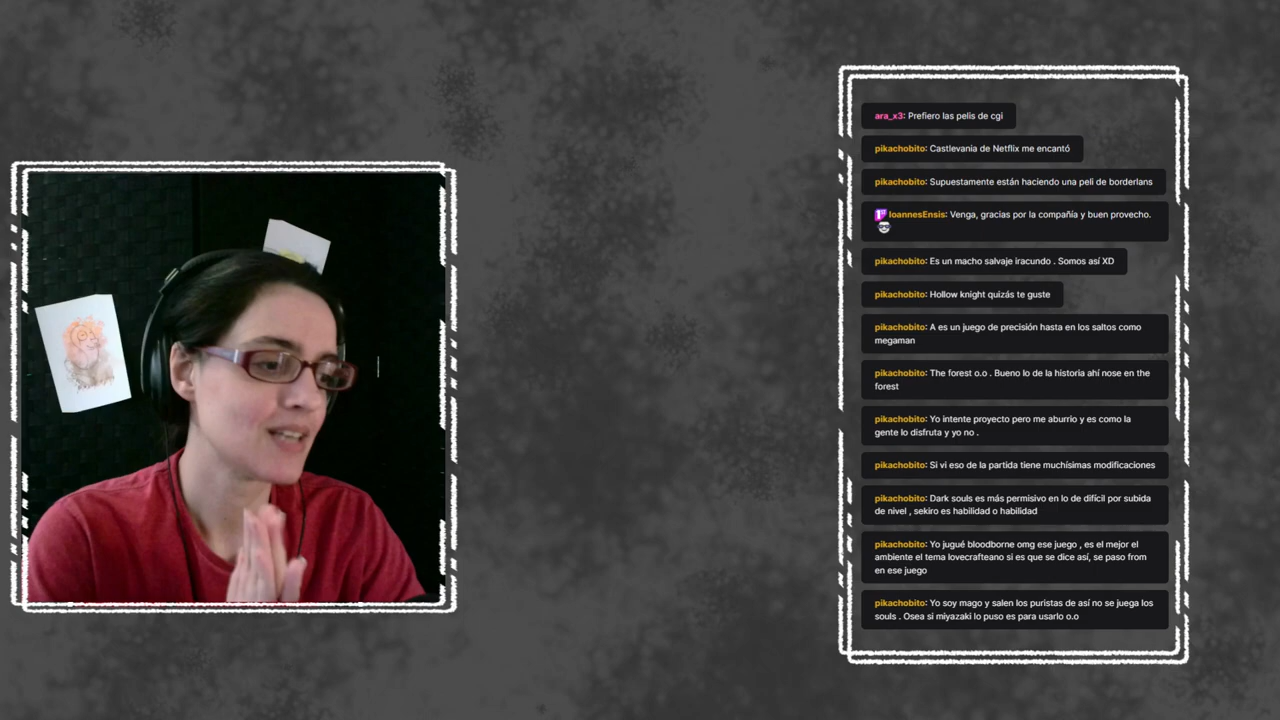 ara_x3: Prefiero las pelis de cgi
pikachobito: Castlevania de Netflix me encantó
pikachobito: Supuestamente están haciendo una peli de borderlans
IoannesEnsis: Venga, gracias por la compañía y buen provecho.
pikachobito: Es un macho salvaje iracundo . Somos así XD
pikachobito: Hollow knight quizás te guste
pikachobito: A es un juego de precisión hasta en los saltos como
megaman
pikachobito: The forest o.o . Bueno lo de la historia ahí nose en the
forest
pikachobito: Yo intente proyecto pero me aburrio y es como la
gente lo disfruta y yo no .
pikachobito: Si vi eso de la partida tiene muchísimas modificaciones
pikachobito: Dark souls es más permisivo en lo de difícil por subida
de nivel , sekiro es habilidad o habilidad
pikachobito: Yo jugué bloodborne omg ese juego , es el mejor el
ambiente el tema lovecrafteano si es que se dice así, se paso from
en ese juego
pikachobito: Yo soy mago y salen los puristas de así no se juega los
souls . Osea si miyazaki lo puso es para usarlo o.o